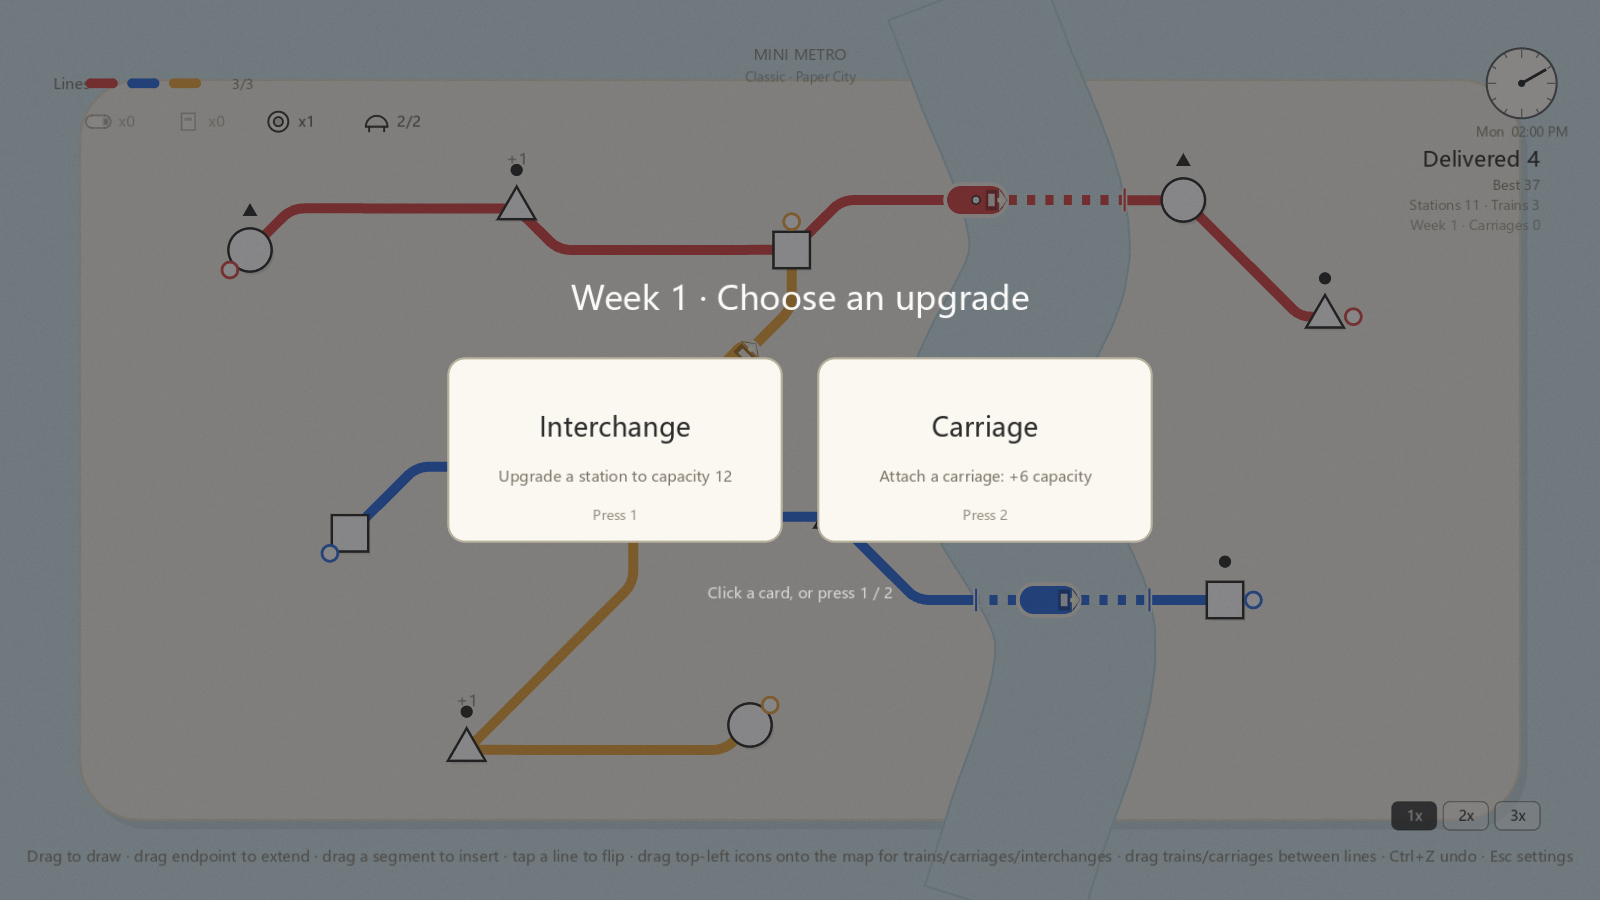 MINI METRO
Classic · Paper City
Lines
3/3
x0
x0
x1
2/2
Mon 02:00 PM
Delivered 4
Best 37
Stations 11 · Trains 3
Week 1 · Carriages 0
+1
Week 1 · Choose an upgrade
Interchange
Upgrade a station to capacity 12
Press 1
Carriage
Attach a carriage: +6 capacity
Press 2
Click a card, or press 1 / 2
+1
1x
2x
3x
Drag to draw · drag endpoint to extend · drag a segment to insert · tap a line to flip · drag top-left icons onto the map for trains/carriages/interchanges · drag trains/carriages between lines · Ctrl+Z undo · Esc settings